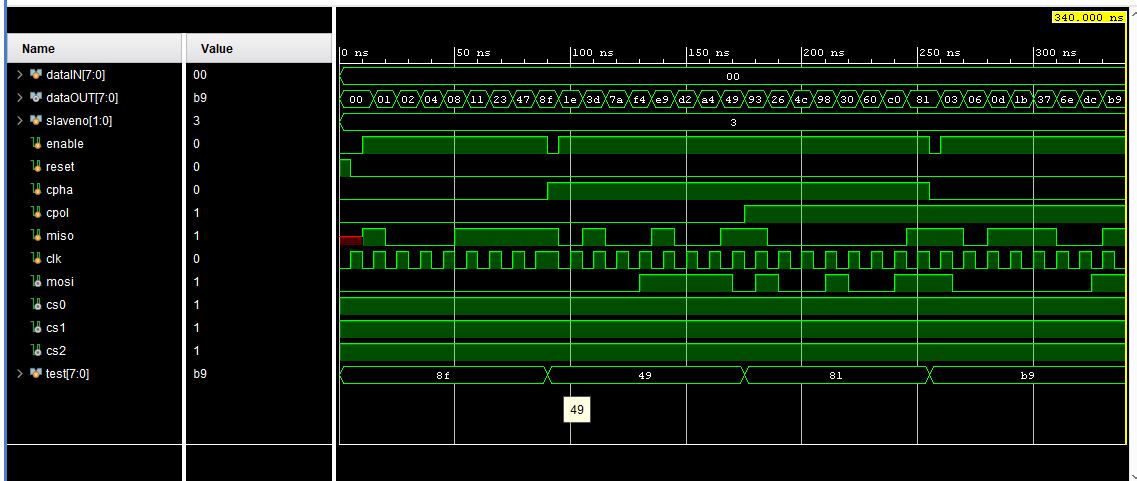 340.000 ns
Name Value
0 ns 50 ns 100 ns 150 ns 200 ns 250 ns 300 ns
dataIN[7:0] 00 00
dataOUT[7:0] b9 00 01 02 04 08 11 23 47 8f 1e 3d 7a f4 e9 d2 a4 49 93 26 4c 98 30 60 c0 81 03 06 0d 1b 37 6e dc b9
slaveno[1:0] 3 3
enable 0
reset 0
cpha 0
cpol 1
miso 1
clk 0
mosi 1
cs0 1
cs1 1
cs2 1
test[7:0] b9 8f 49 81 b9
49